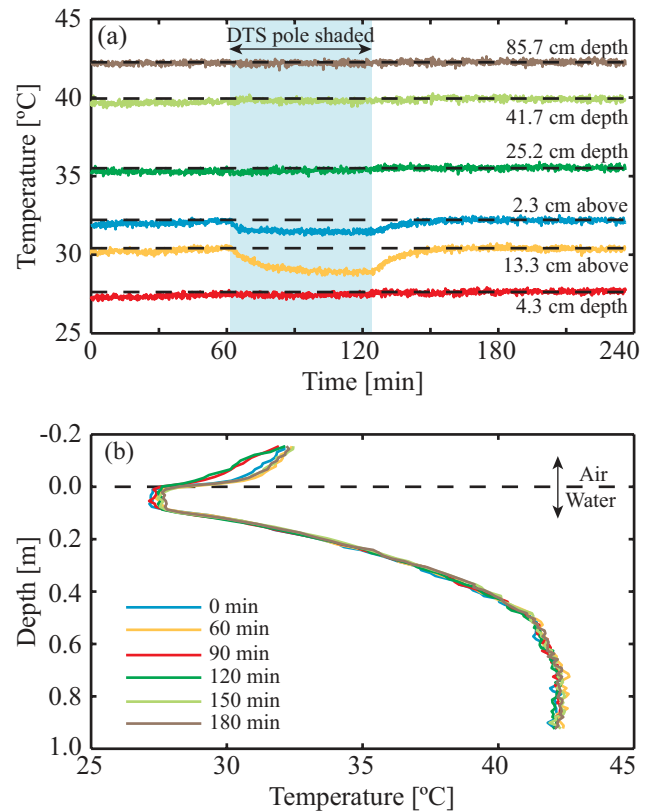 (a)
DTS pole shaded
85.7 cm depth
41.7 cm depth
25.2 cm depth
2.3 cm above
13.3 cm above
4.3 cm depth
Temperature [ºC]
45
40
35
30
25
0
60
120
180
240
Time [min]
(b)
Air
Water
Depth [m]
-0.2
0.0
0.2
0.4
0.6
0.8
1.0
0 min
60 min
90 min
120 min
150 min
180 min
25
30
35
40
45
Temperature [ºC]